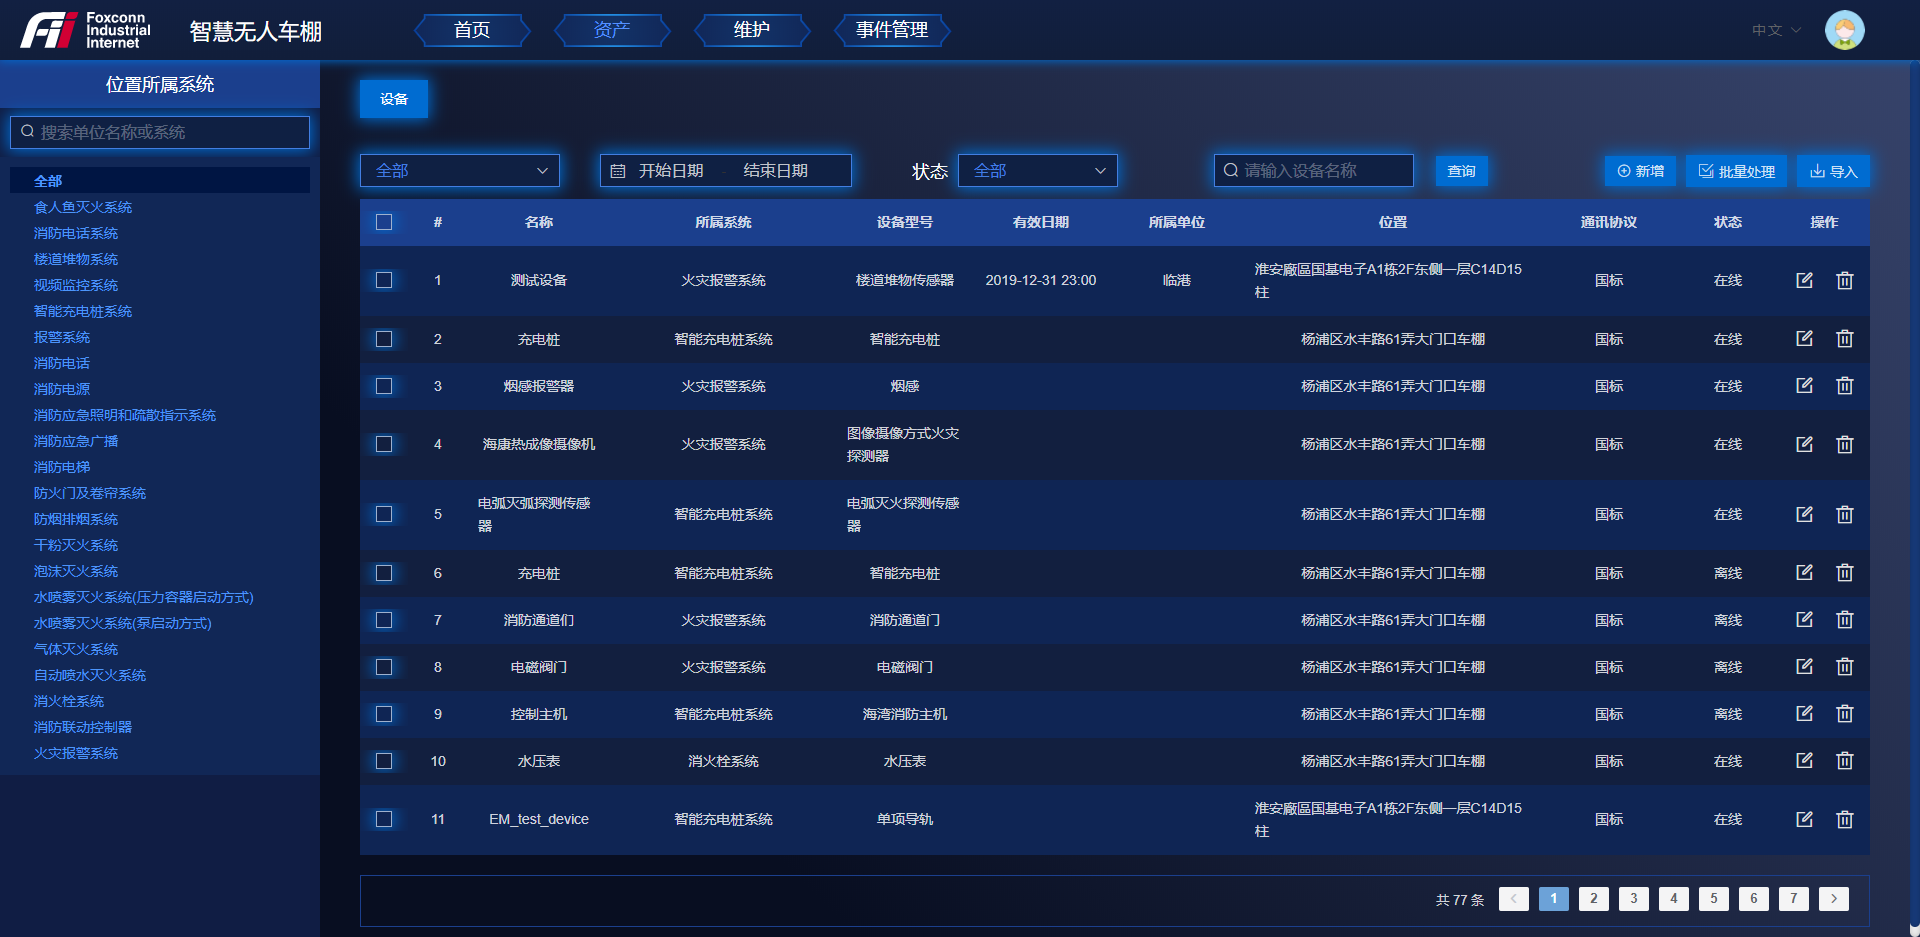 Foxconn
Industrial
Internet
智慧无人车棚
首页
资产
维护
事件管理
中文
位置所属系统
搜索单位名称或系统
全部
食人鱼灭火系统
消防电话系统
楼道堆物系统
视频监控系统
智能充电桩系统
报警系统
消防电话
消防电源
消防应急照明和疏散指示系统
消防应急广播
消防电梯
防火门及卷帘系统
防烟排烟系统
干粉灭火系统
泡沫灭火系统
水喷雾灭火系统(压力容器启动方式)
水喷雾灭火系统(泵启动方式)
气体灭火系统
自动喷水灭火系统
消火栓系统
消防联动控制器
火灾报警系统
设备
全部
开始日期 - 结束日期
状态 全部
请输入设备名称
查询
新增
批量处理
导入
# 名称 所属系统 设备型号 有效日期 所属单位 位置 通讯协议 状态 操作
1 测试设备 火灾报警系统 楼道堆物传感器 2019-12-31 23:00 临港 淮安廠區国基电子A1栋2F东侧一层C14D15
柱 国标 在线
2 充电桩 智能充电桩系统 智能充电桩 杨浦区水丰路61弄大门口车棚 国标 在线
3 烟感报警器 火灾报警系统 烟感 杨浦区水丰路61弄大门口车棚 国标 在线
4 海康热成像摄像机 火灾报警系统 图像摄像方式火灾
探测器 杨浦区水丰路61弄大门口车棚 国标 在线
5 电弧灭弧探测传感
器 智能充电桩系统 电弧灭火探测传感
器 杨浦区水丰路61弄大门口车棚 国标 在线
6 充电桩 智能充电桩系统 智能充电桩 杨浦区水丰路61弄大门口车棚 国标 离线
7 消防通道们 火灾报警系统 消防通道门 杨浦区水丰路61弄大门口车棚 国标 离线
8 电磁阀门 火灾报警系统 电磁阀门 杨浦区水丰路61弄大门口车棚 国标 离线
9 控制主机 智能充电桩系统 海湾消防主机 杨浦区水丰路61弄大门口车棚 国标 离线
10 水压表 消火栓系统 水压表 杨浦区水丰路61弄大门口车棚 国标 在线
11 EM_test_device 智能充电桩系统 单项导轨 淮安廠區国基电子A1栋2F东侧一层C14D15
柱 国标 在线
共 77 条 < 1 2 3 4 5 6 7 >